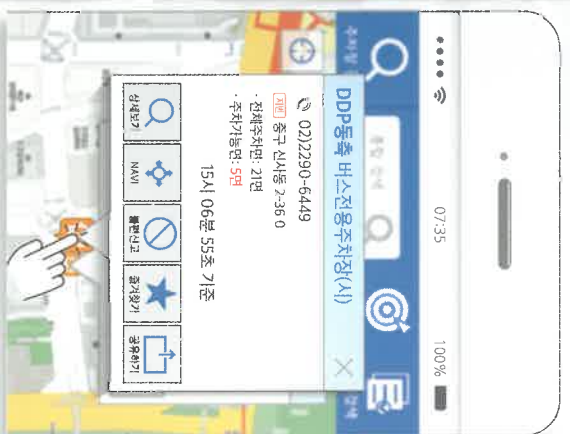 07:35
100%
DDP동측 버스전용주차장(시)
02)2290-6449
지번 중구 신사동 2-36 0
· 전체주차면: 21면
· 주차가능면: 5면
15시 06분 55초 기준
상세보기
NAVI
불편신고
즐겨찾기
공유하기